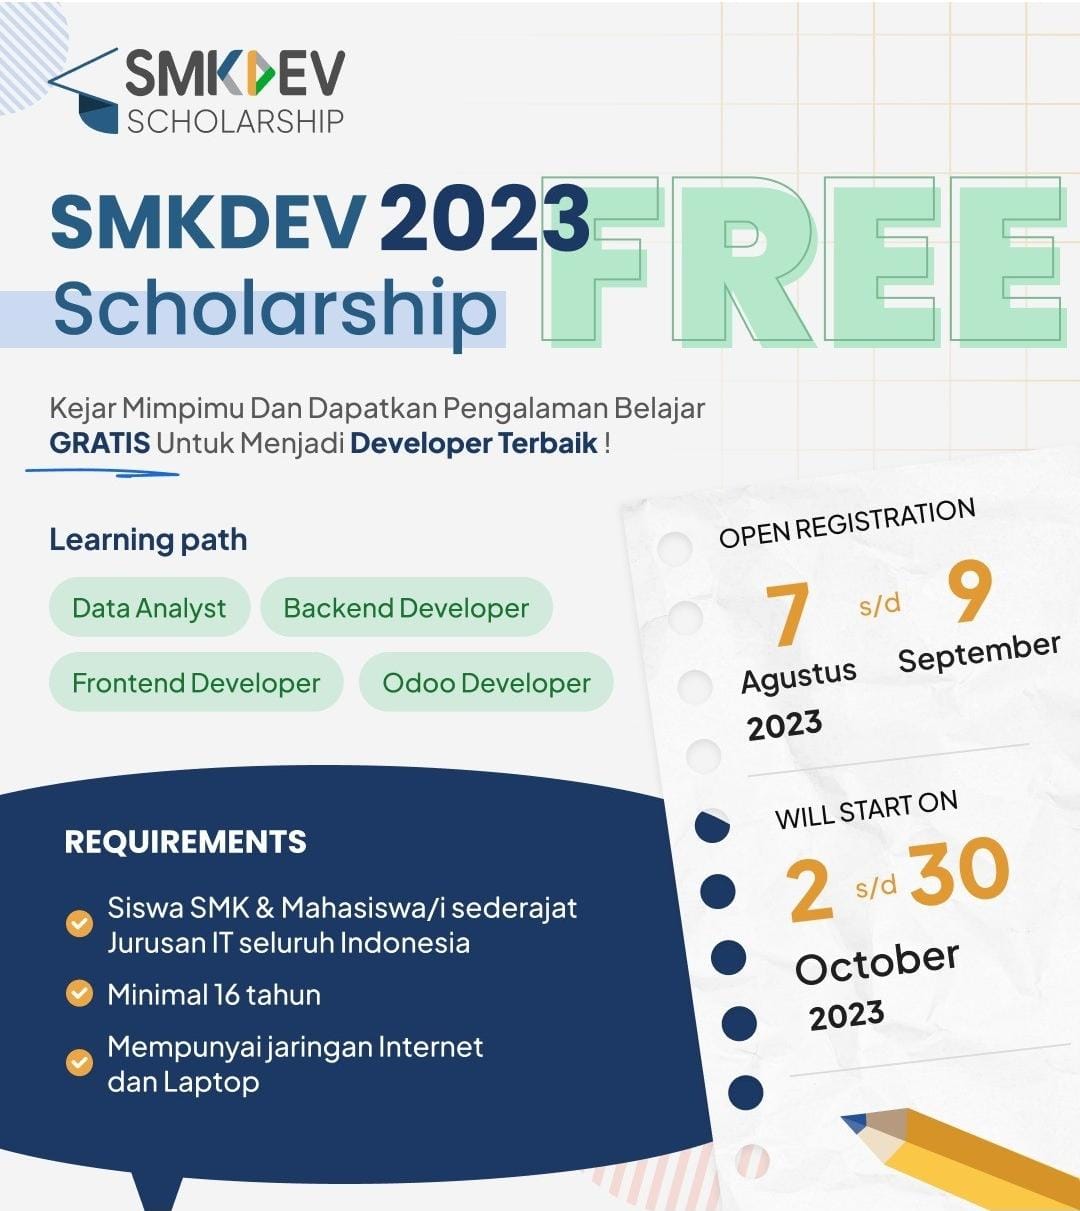 SMKDEV
SCHOLARSHIP
SMKDEV 2023
Scholarship
FREE
Kejar Mimpimu Dan Dapatkan Pengalaman Belajar
GRATIS Untuk Menjadi Developer Terbaik !
Learning path
Data Analyst
Backend Developer
Frontend Developer
Odoo Developer
OPEN REGISTRATION
7 s/d 9
Agustus September
2023
WILL START ON
2 s/d 30
October
2023
REQUIREMENTS
Siswa SMK & Mahasiswa/i sederajat
Jurusan IT seluruh Indonesia
Minimal 16 tahun
Mempunyai jaringan Internet
dan Laptop